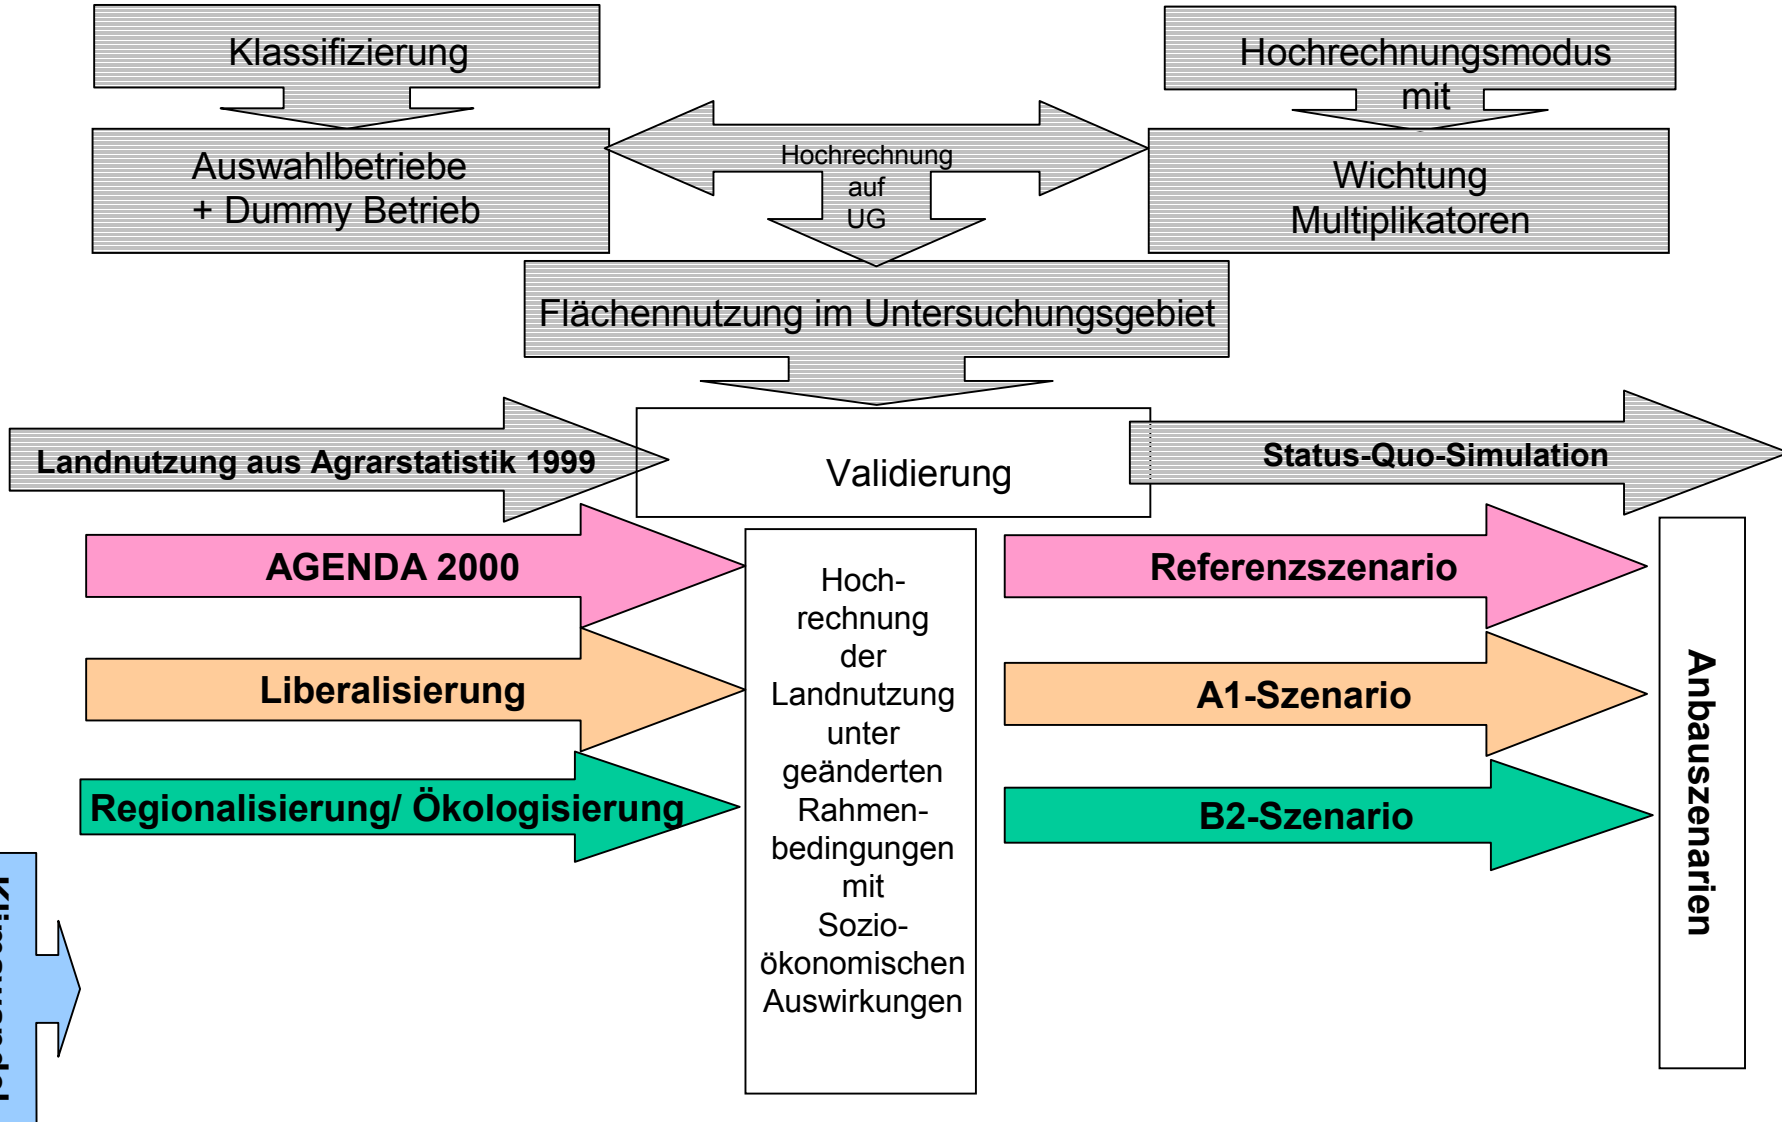 Klassifizierung
Hochrechnungsmodus
mit
Auswahlbetriebe
+ Dummy Betrieb
Hochrechnung
auf
UG
Wichtung
Multiplikatoren
Flächennutzung im Untersuchungsgebiet
Landnutzung aus Agrarstatistik 1999
Validierung
Status-Quo-Simulation
AGENDA 2000
Liberalisierung
Regionalisierung/ Ökologisierung
Hoch-
rechnung
der
Landnutzung
unter
geänderten
Rahmen-
bedingungen
mit
Sozio-
ökonomischen
Auswirkungen
Referenzszenario
A1-Szenario
B2-Szenario
Anbauszenarien